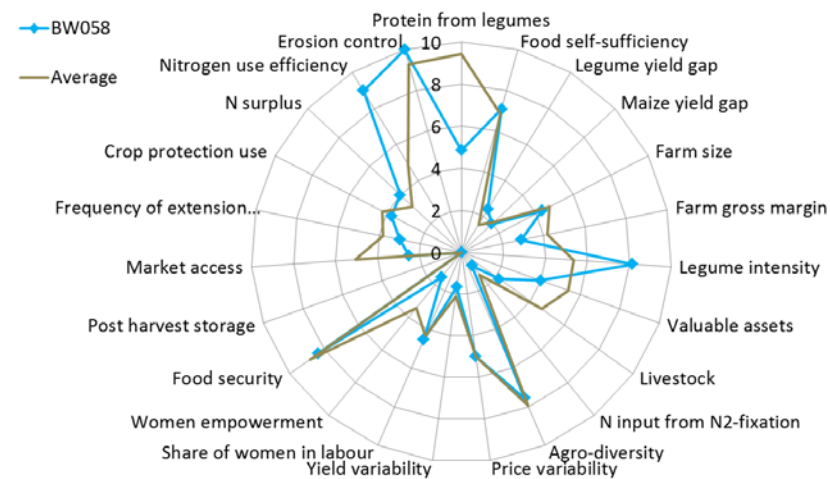 BW058
Average
Protein from legumes
Food self-sufficiency
Legume yield gap
Maize yield gap
Farm size
Farm gross margin
Legume intensity
Valuable assets
Livestock
N input from N2-fixation
Agro-diversity
Price variability
Yield variability
Share of women in labour
Women empowerment
Food security
Post harvest storage
Market access
Frequency of extension...
Crop protection use
N surplus
Nitrogen use efficiency
Erosion control
10
8
6
4
2
0